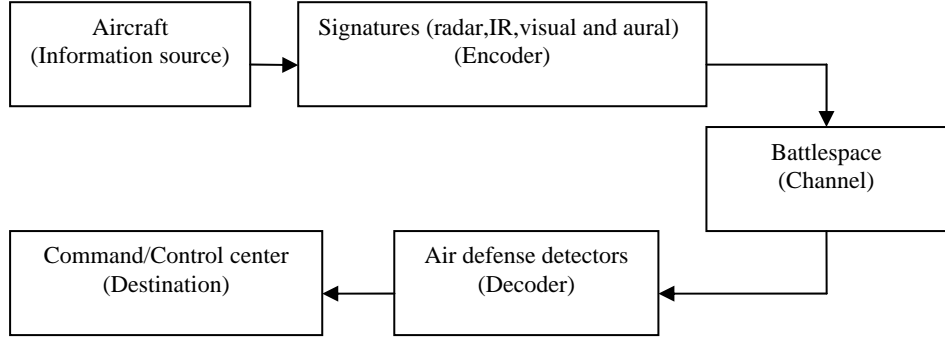 Aircraft
(Information source)
Signatures (radar,IR,visual and aural)
(Encoder)
Battlespace
(Channel)
Air defense detectors
(Decoder)
Command/Control center
(Destination)